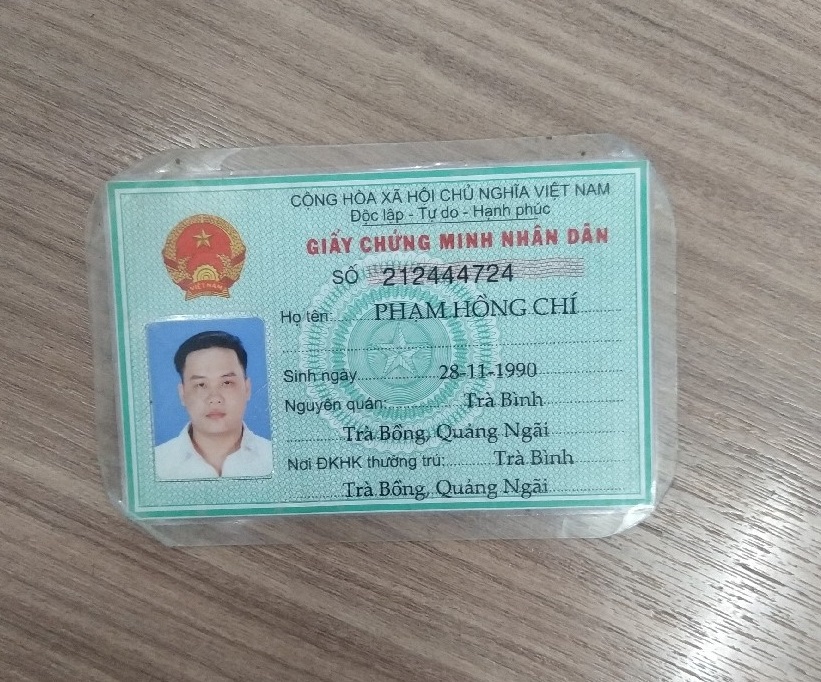 CỘNG HÒA XÃ HỘI CHỦ NGHĨA VIỆT NAM
Độc lập - Tự do - Hạnh phúc
GIẤY CHỨNG MINH NHÂN DÂN
SỐ 212444724
VIỆT NAM
Họ tên: PHẠM HỒNG CHÍ
Sinh ngày 28-11-1990
Nguyên quán: Trà Bình
Trà Bồng, Quảng Ngãi
Nơi ĐKHK thường trú: Trà Bình
Trà Bồng, Quảng Ngãi